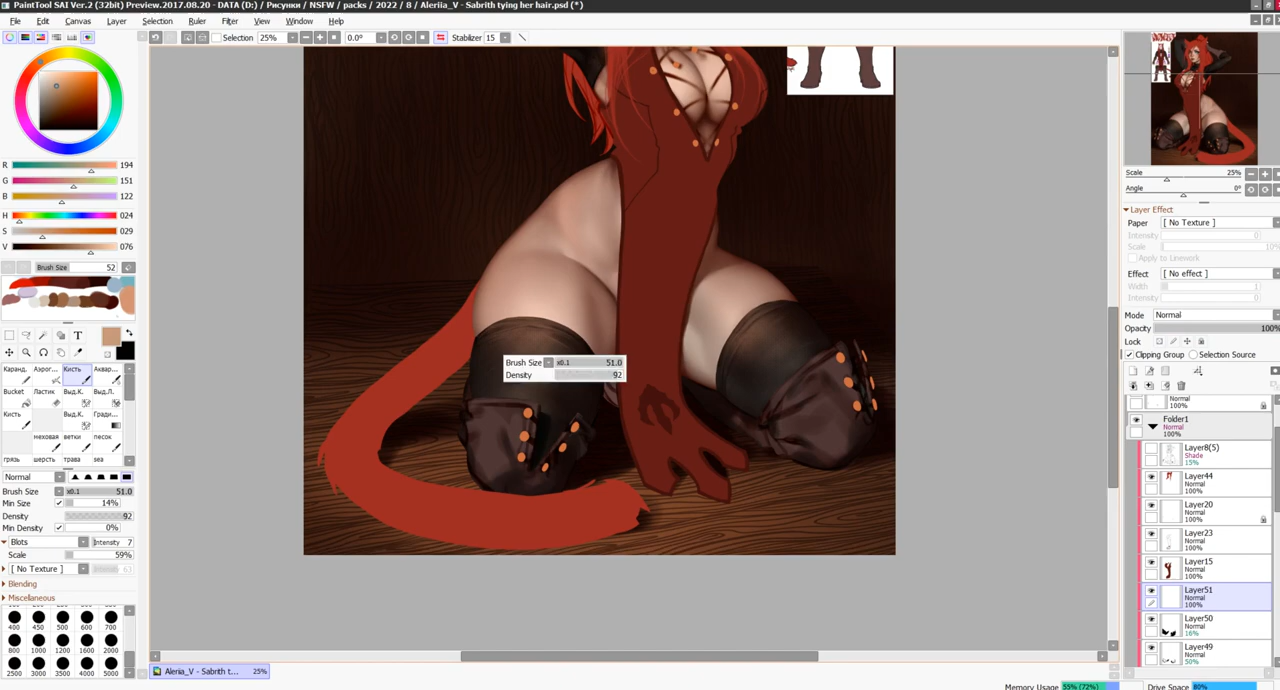 PaintTool SAI Ver.2 (32bit) Preview.2017.08.20 - DATA (D:) / Рисунки / NSFW / packs / 2022 / 8 / Aleriia_V - Sabrith tying her hair.psd (*)
File Edit Canvas Layer Selection Ruler Filter View Window Help
Selection 25% 0.0° Stabilizer 15
R 194
G 151
B 122
H 024
S 029
V 076
Brush Size 52
T
Каранд. Аэрог... Кисть Аквар...
Bucket Ластик Выд.К. Выд.Л.
Кисть Выд.К. Гради...
меховая ветки песок
грязь шерсть трава sea
Normal
Brush Size x0.1 51.0
Min Size 14%
Density 92
Min Density 0%
Blots Intensity 7
Scale 59%
[ No Texture ] 63
Blending
Miscellaneous
400 450 500 600 700
800 1000 1200 1400 1600
2500 3000 3500 4000 5000
Brush Size x0.1 51.0
Density 92
Aleriia_V - Sabrith t... 25%
Scale 25%
Angle 0°
Layer Effect
Paper [ No Texture ]
Intensity 0
Scale 10%
Apply to Linework
Effect [ No effect ]
Width 1
Intensity 0
Mode Normal
Opacity 100%
Lock
Clipping Group Selection Source
Normal
100%
Folder1
Normal
100%
Layer8(5)
Shade
15%
Layer44
Normal
100%
Layer20
Normal
100%
Layer23
Normal
100%
Layer15
Normal
100%
Layer51
Normal
100%
Layer50
Normal
16%
Layer49
Normal
50%
Memory Usage 55% (72%) Drive Space 80%